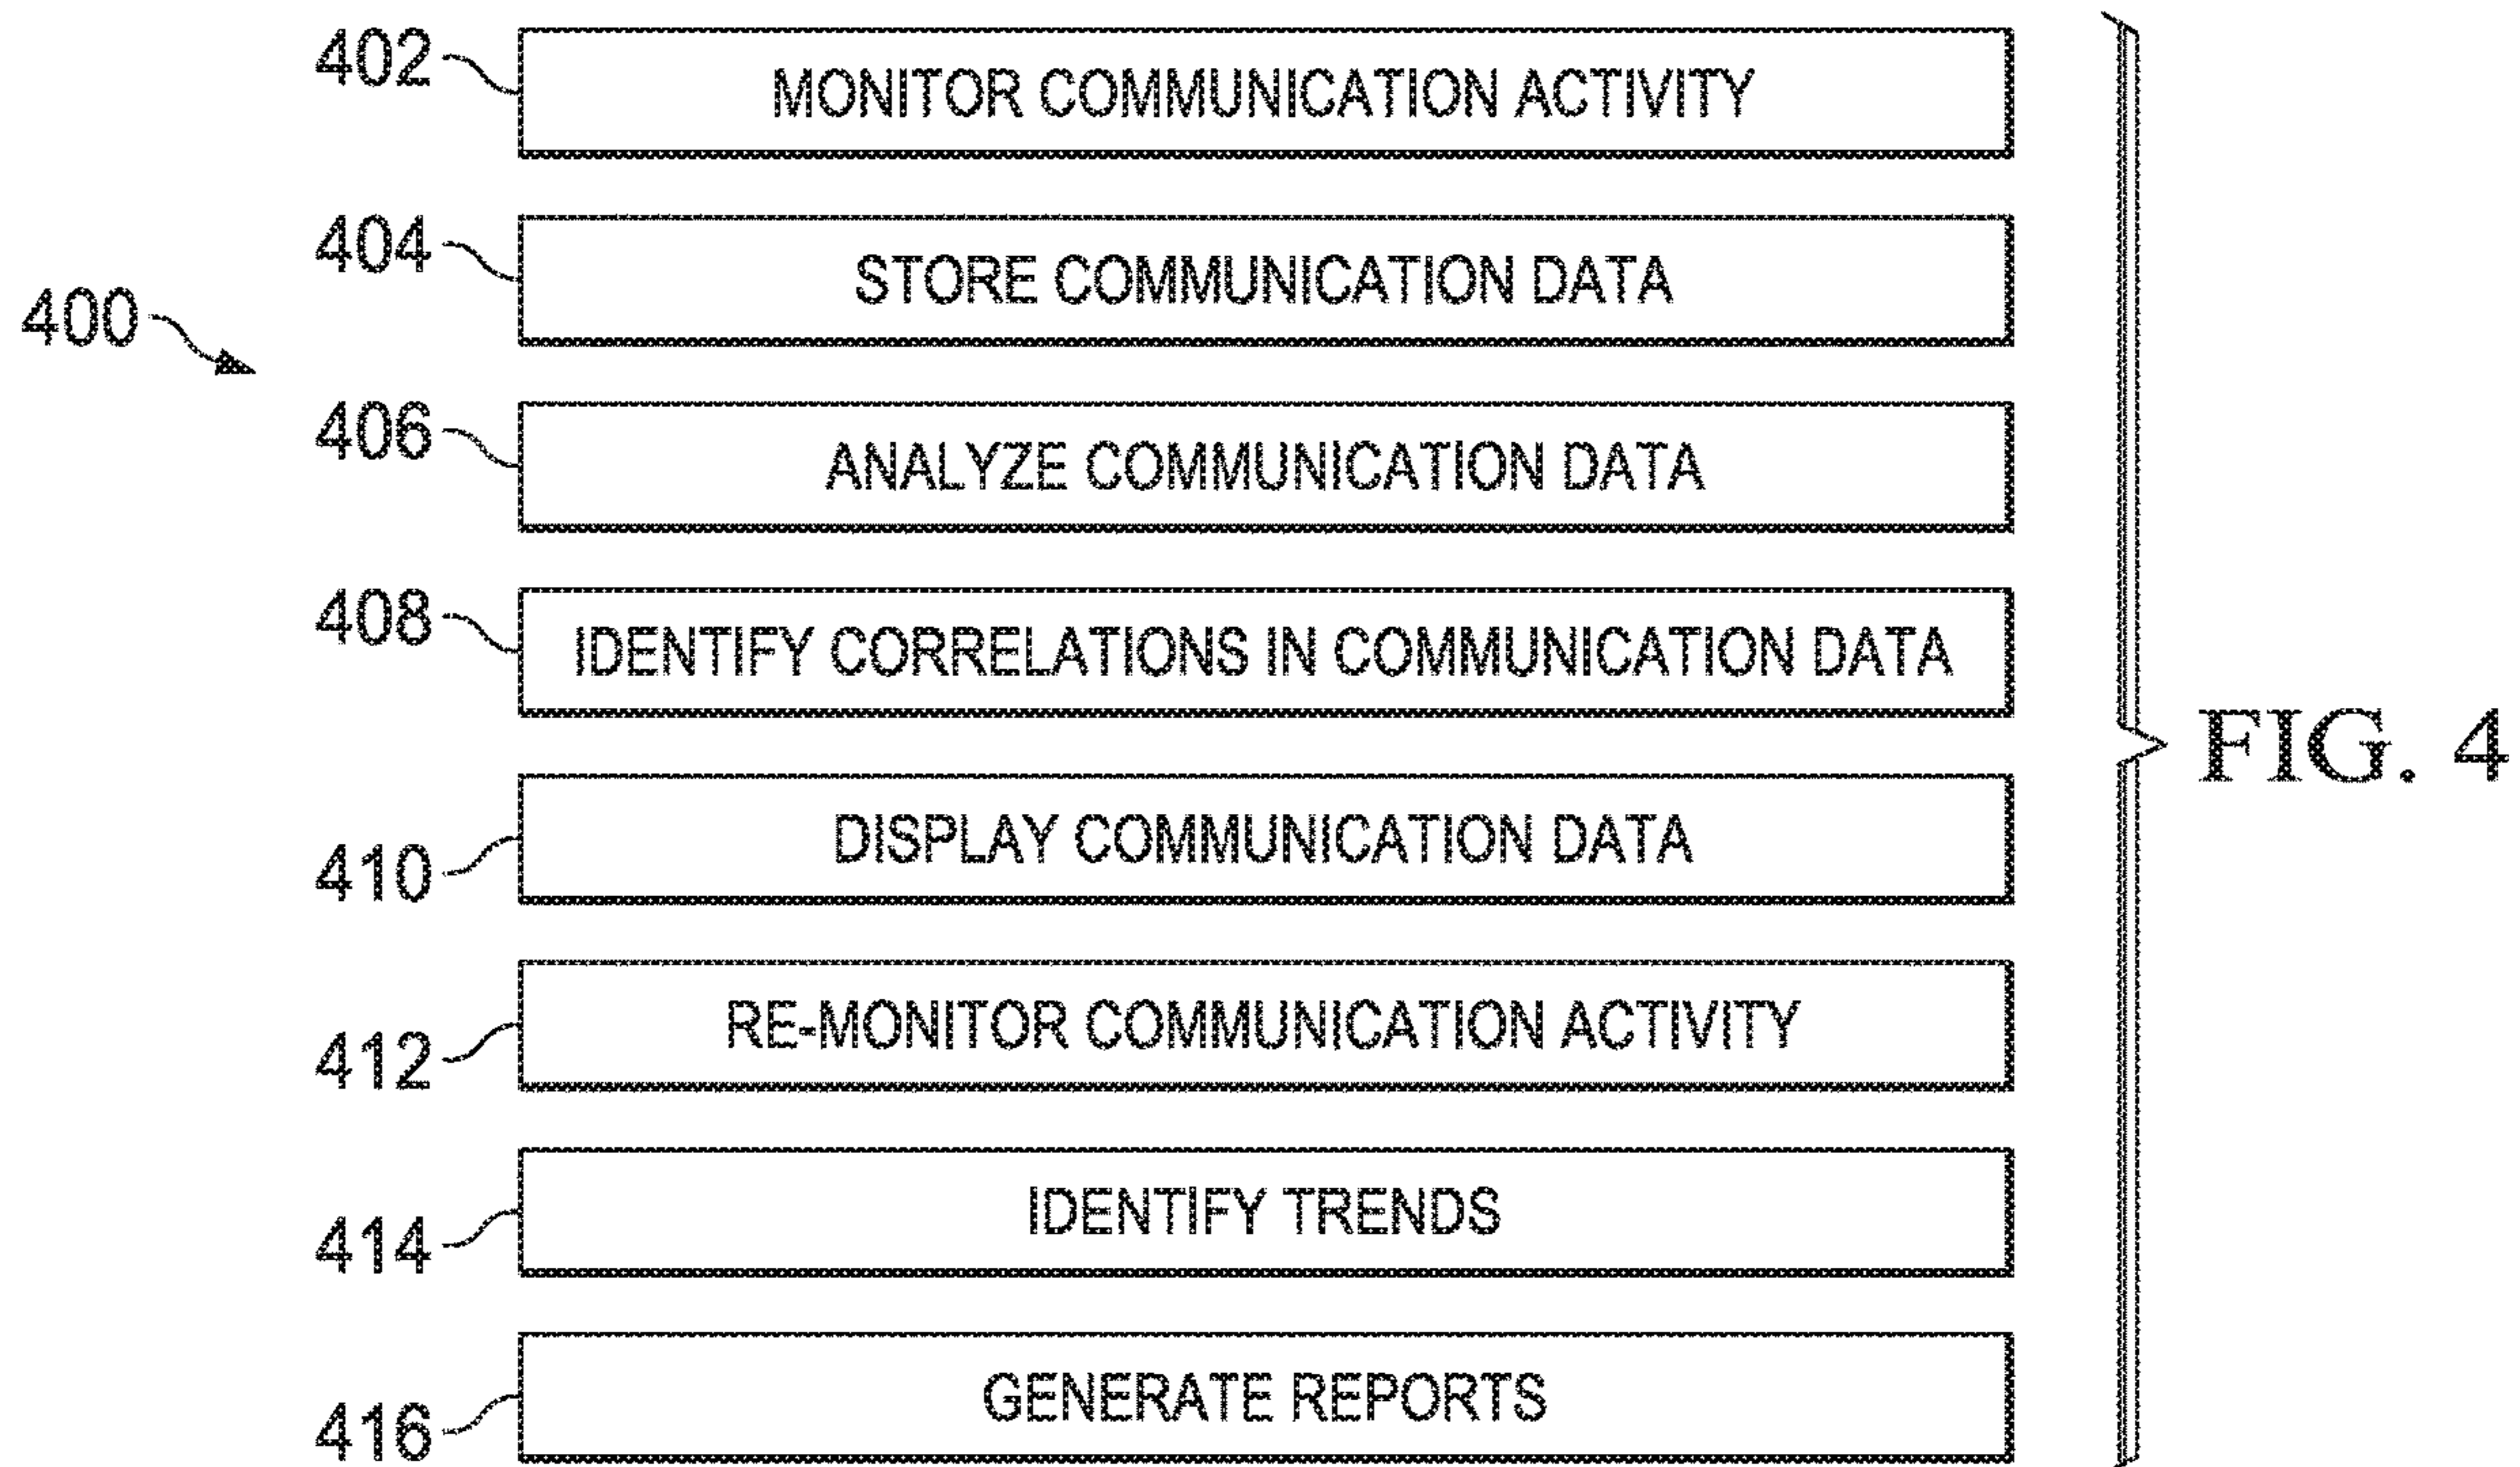 402 MONITOR COMMUNICATION ACTIVITY
404 STORE COMMUNICATION DATA
400
406 ANALYZE COMMUNICATION DATA
408 IDENTIFY CORRELATIONS IN COMMUNICATION DATA
FIG. 4
410 DISPLAY COMMUNICATION DATA
412 RE-MONITOR COMMUNICATION ACTIVITY
414 IDENTIFY TRENDS
416 GENERATE REPORTS